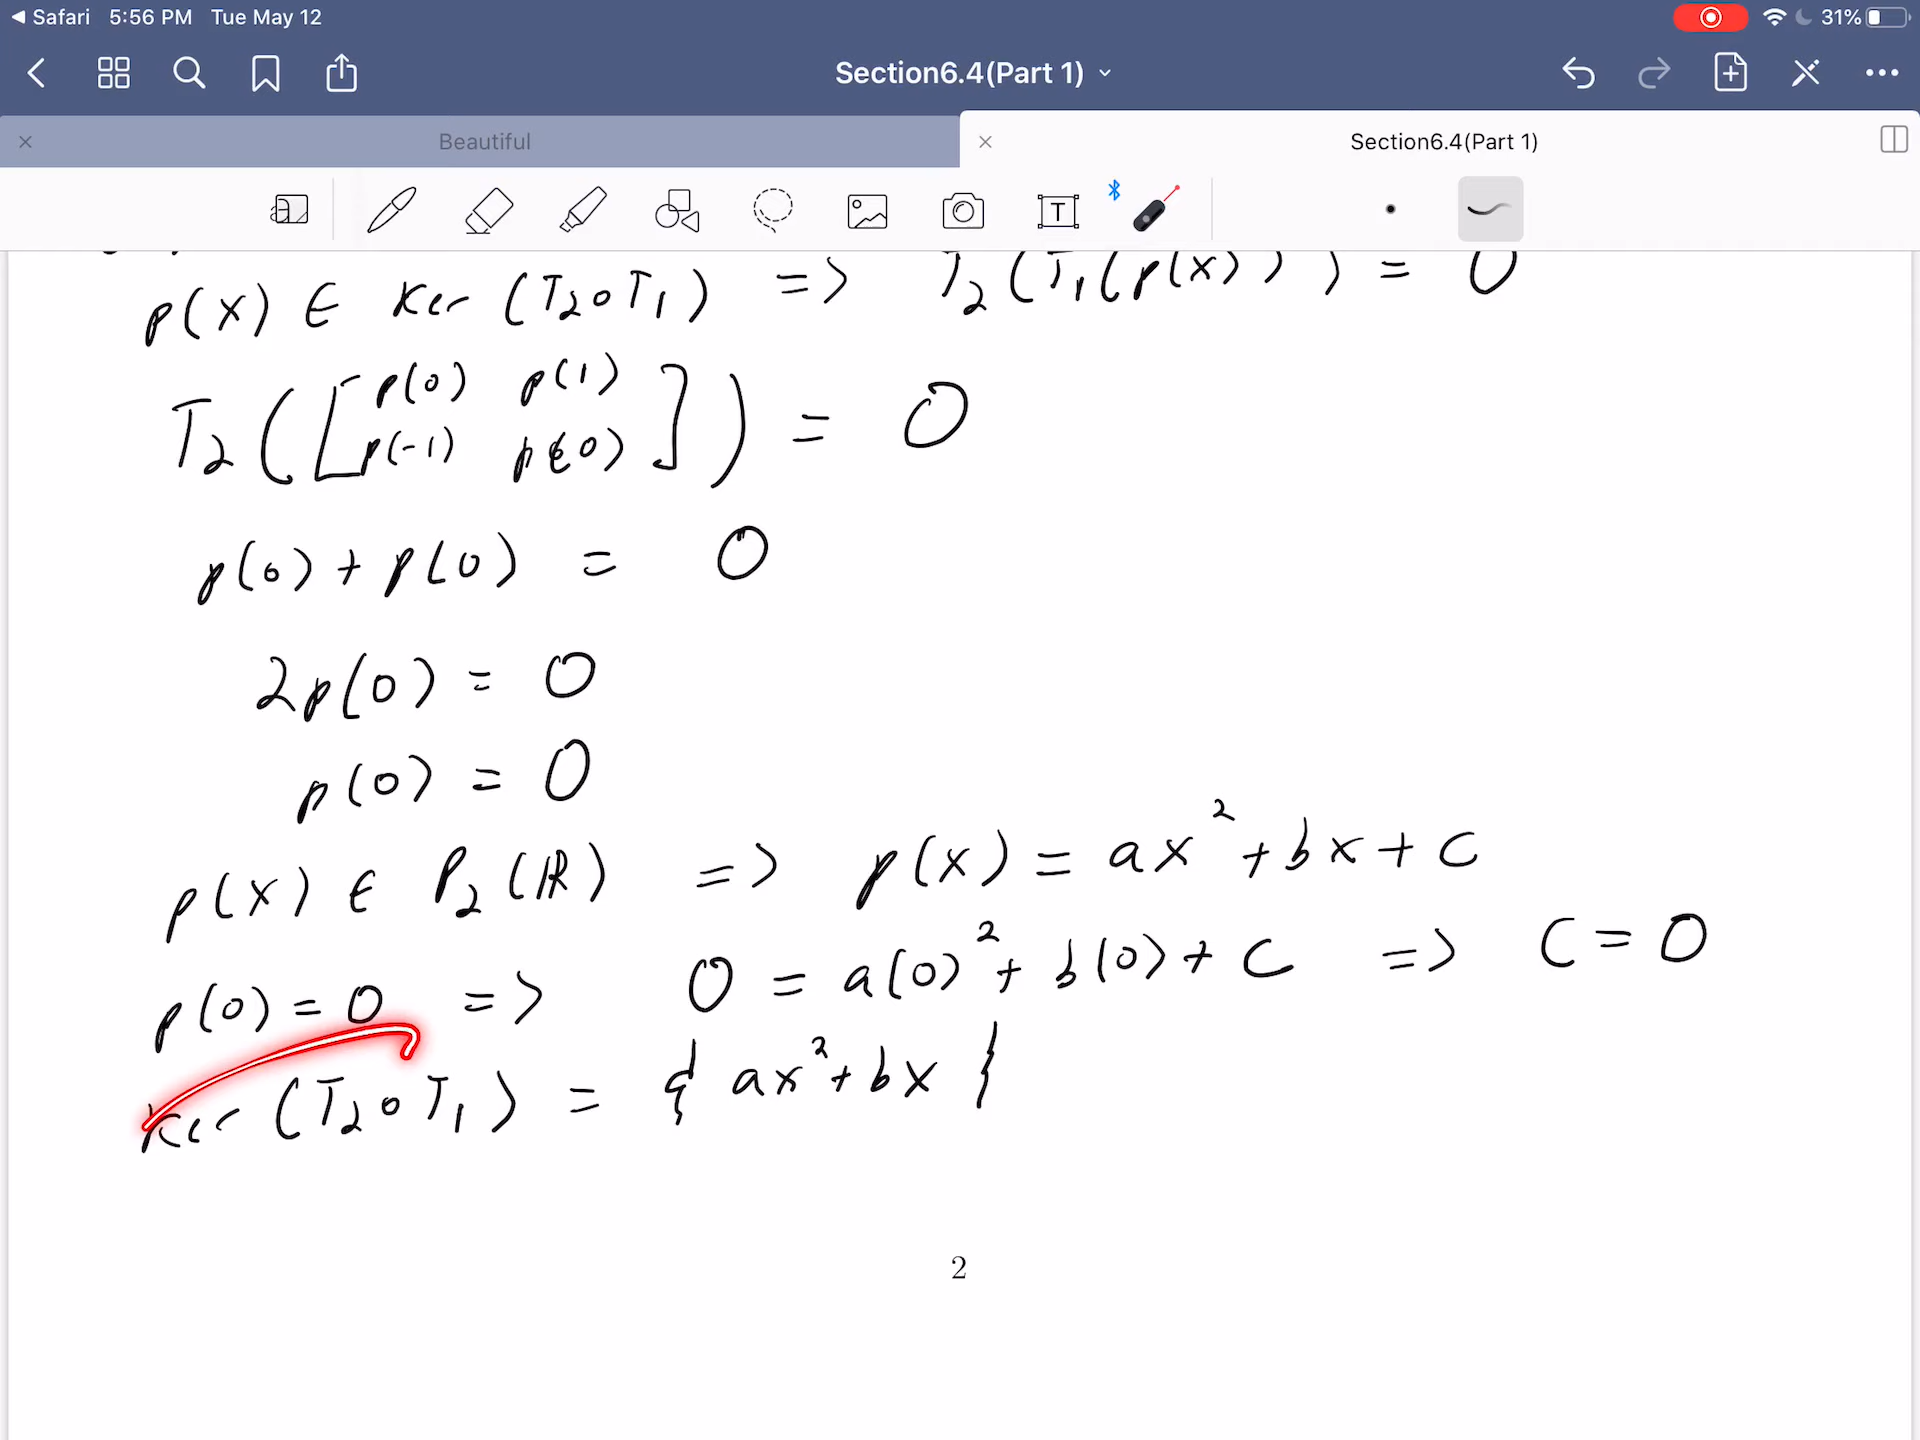 Safari 5:56 PM Tue May 12 31%
Section6.4(Part 1)
Beautiful Section6.4(Part 1)
p(x) ∈ Ker (T₂∘T₁) => T₂(T₁(p(x))) = 0
T₂([p(0) p(1)
p(-1) p(0)]) = 0
p(0) + p(0) = 0
2p(0) = 0
p(0) = 0
p(x) ∈ P₂(ℝ) => p(x) = ax² + bx + c
p(0) = 0 => 0 = a(0)² + b(0) + c => c = 0
Ker (T₂∘T₁) = { ax² + bx }
2